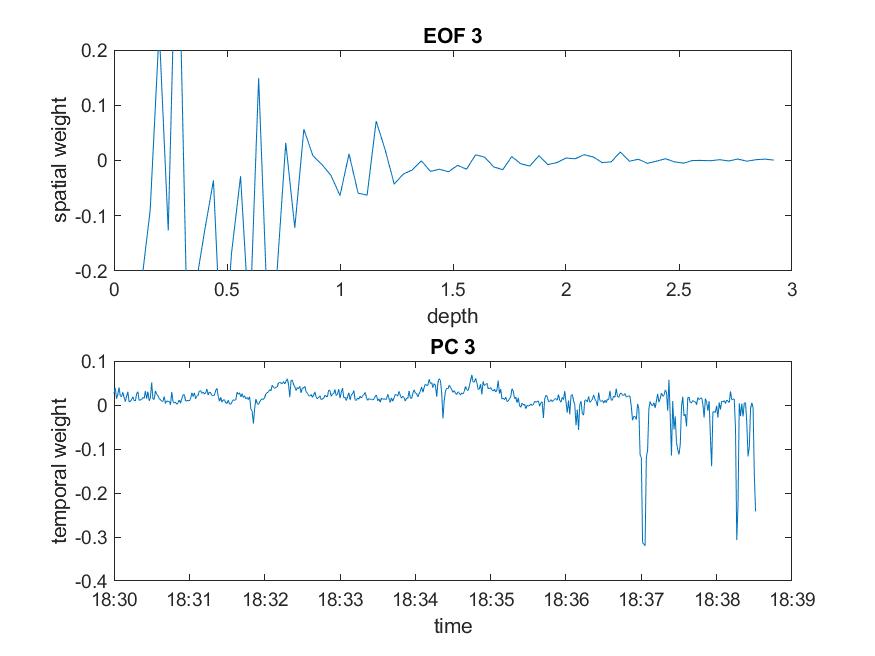 EOF 3
0.2
0.1
0
-0.1
-0.2
spatial weight
0 0.5 1 1.5 2 2.5 3
depth
PC 3
0.1
0
-0.1
-0.2
-0.3
-0.4
temporal weight
18:30 18:31 18:32 18:33 18:34 18:35 18:36 18:37 18:38 18:39
time